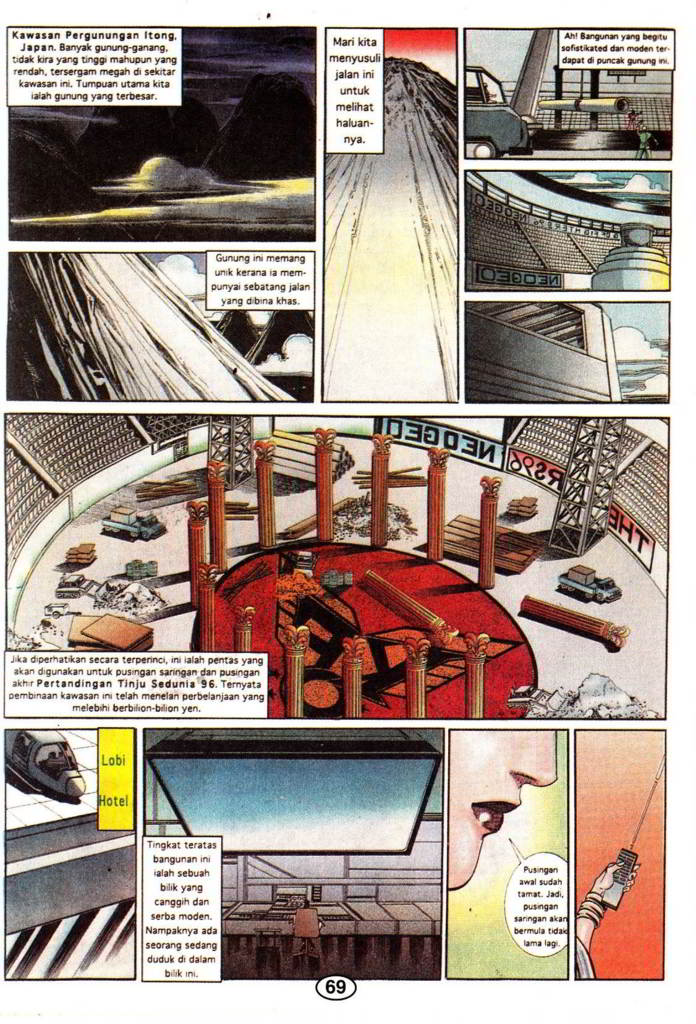 Kawasan Pergunungan Itong,
Japan. Banyak gunung-ganang,
tidak kira yang tinggi mahupun yang
rendah, tersergam megah di sekitar
kawasan ini. Tumpuan utama kita
ialah gunung yang terbesar.
Gunung ini memang
unik kerana ia mem-
punyai sebatang jalan
yang dibina khas.
Mari kita
menyusuli
jalan ini
untuk
melihat
haluan-
nya.
Ah! Bangunan yang begitu
sofistikated dan moden ter-
dapat di puncak gunung ini.
NEOGEO
NEOGEO
NEOGEO
RS96
THE
Jika diperhatikan secara terperinci, ini ialah pentas yang
akan digunakan untuk pusingan saringan dan pusingan
akhir Pertandingan Tinju Sedunia 96. Ternyata
pembinaan kawasan ini telah menelan perbelanjaan yang
melebihi berbilion-bilion yen.
Lobi
Hotel
Tingkat teratas
bangunan ini
ialah sebuah
bilik yang
canggih dan
serba moden.
Nampaknya ada
seorang sedang
duduk di dalam
bilik ini.
Pusingan
awal sudah
tamat. Jadi,
pusingan
saringan akan
bermula tidak
lama lagi.
69